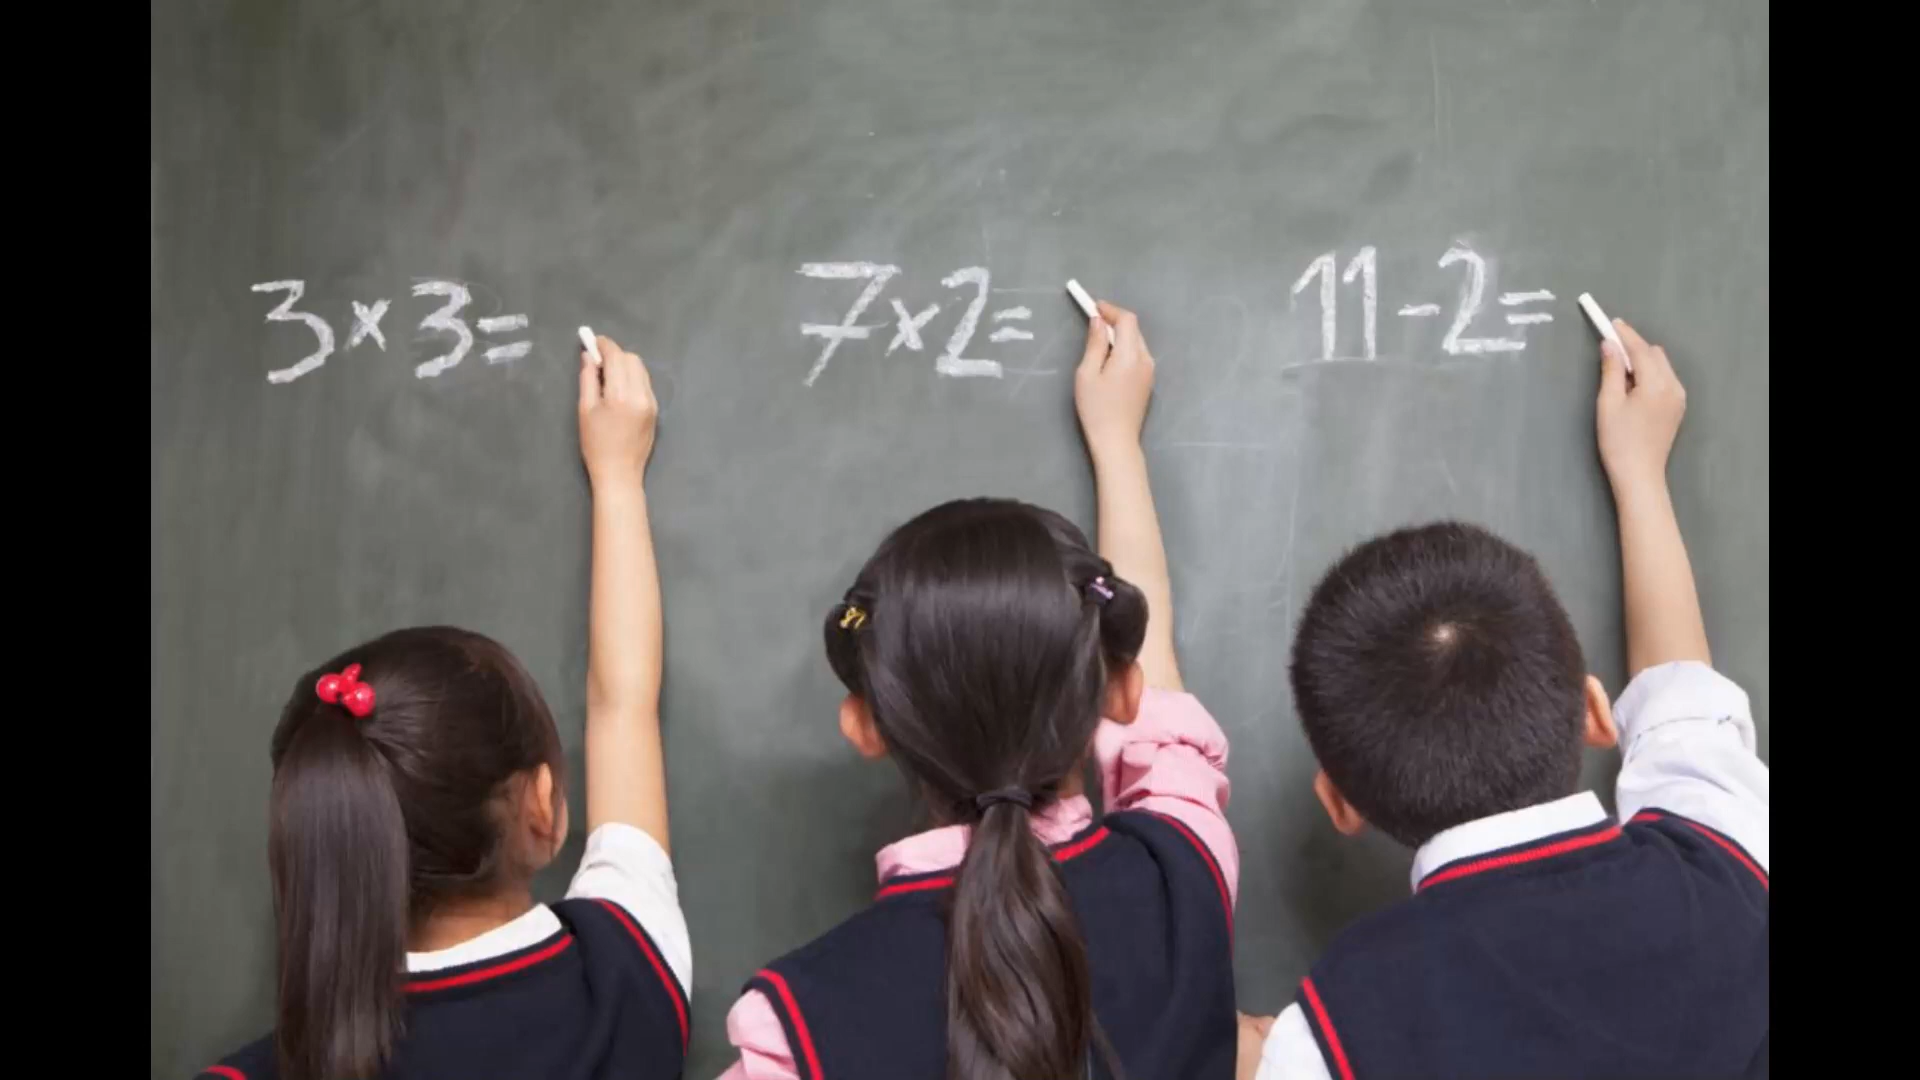 3×3=
7×2=
11-2=